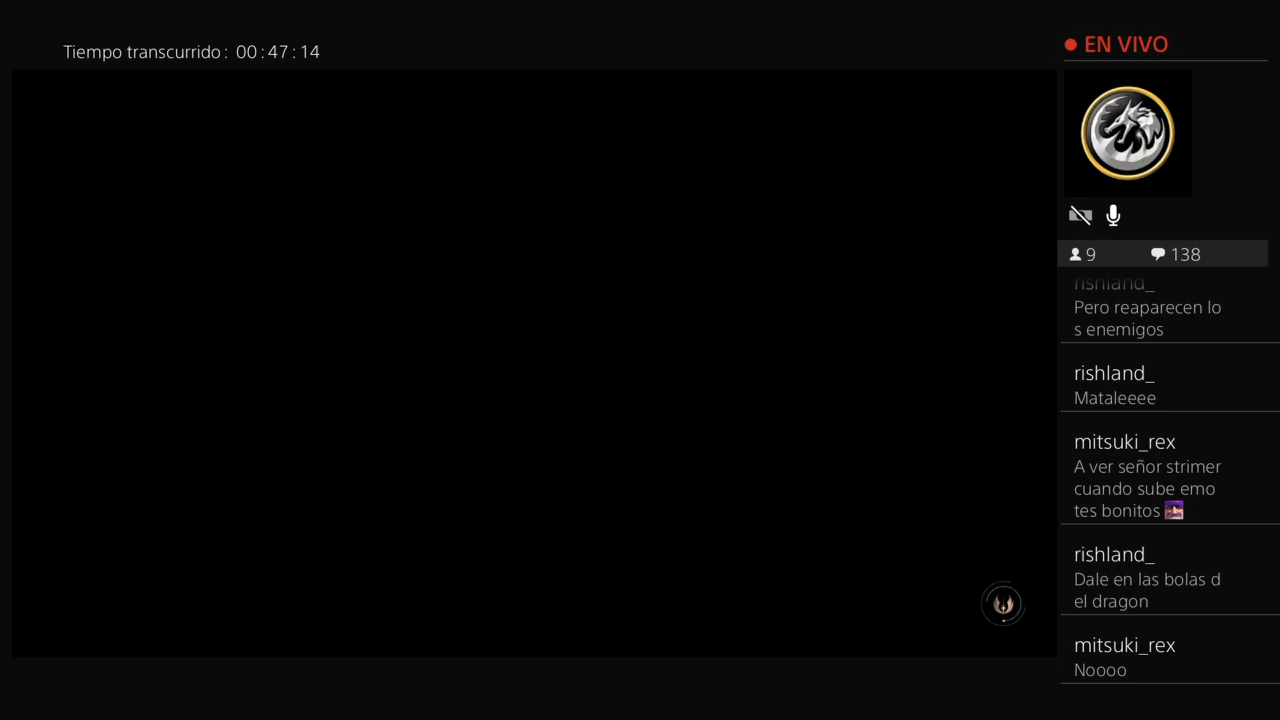 Tiempo transcurrido : 00:47:14
EN VIVO
9 138
rishland_
Pero reaparecen lo
s enemigos
rishland_
Mataleeee
mitsuki_rex
A ver señor strimer
cuando sube emo
tes bonitos
rishland_
Dale en las bolas d
el dragon
mitsuki_rex
Noooo